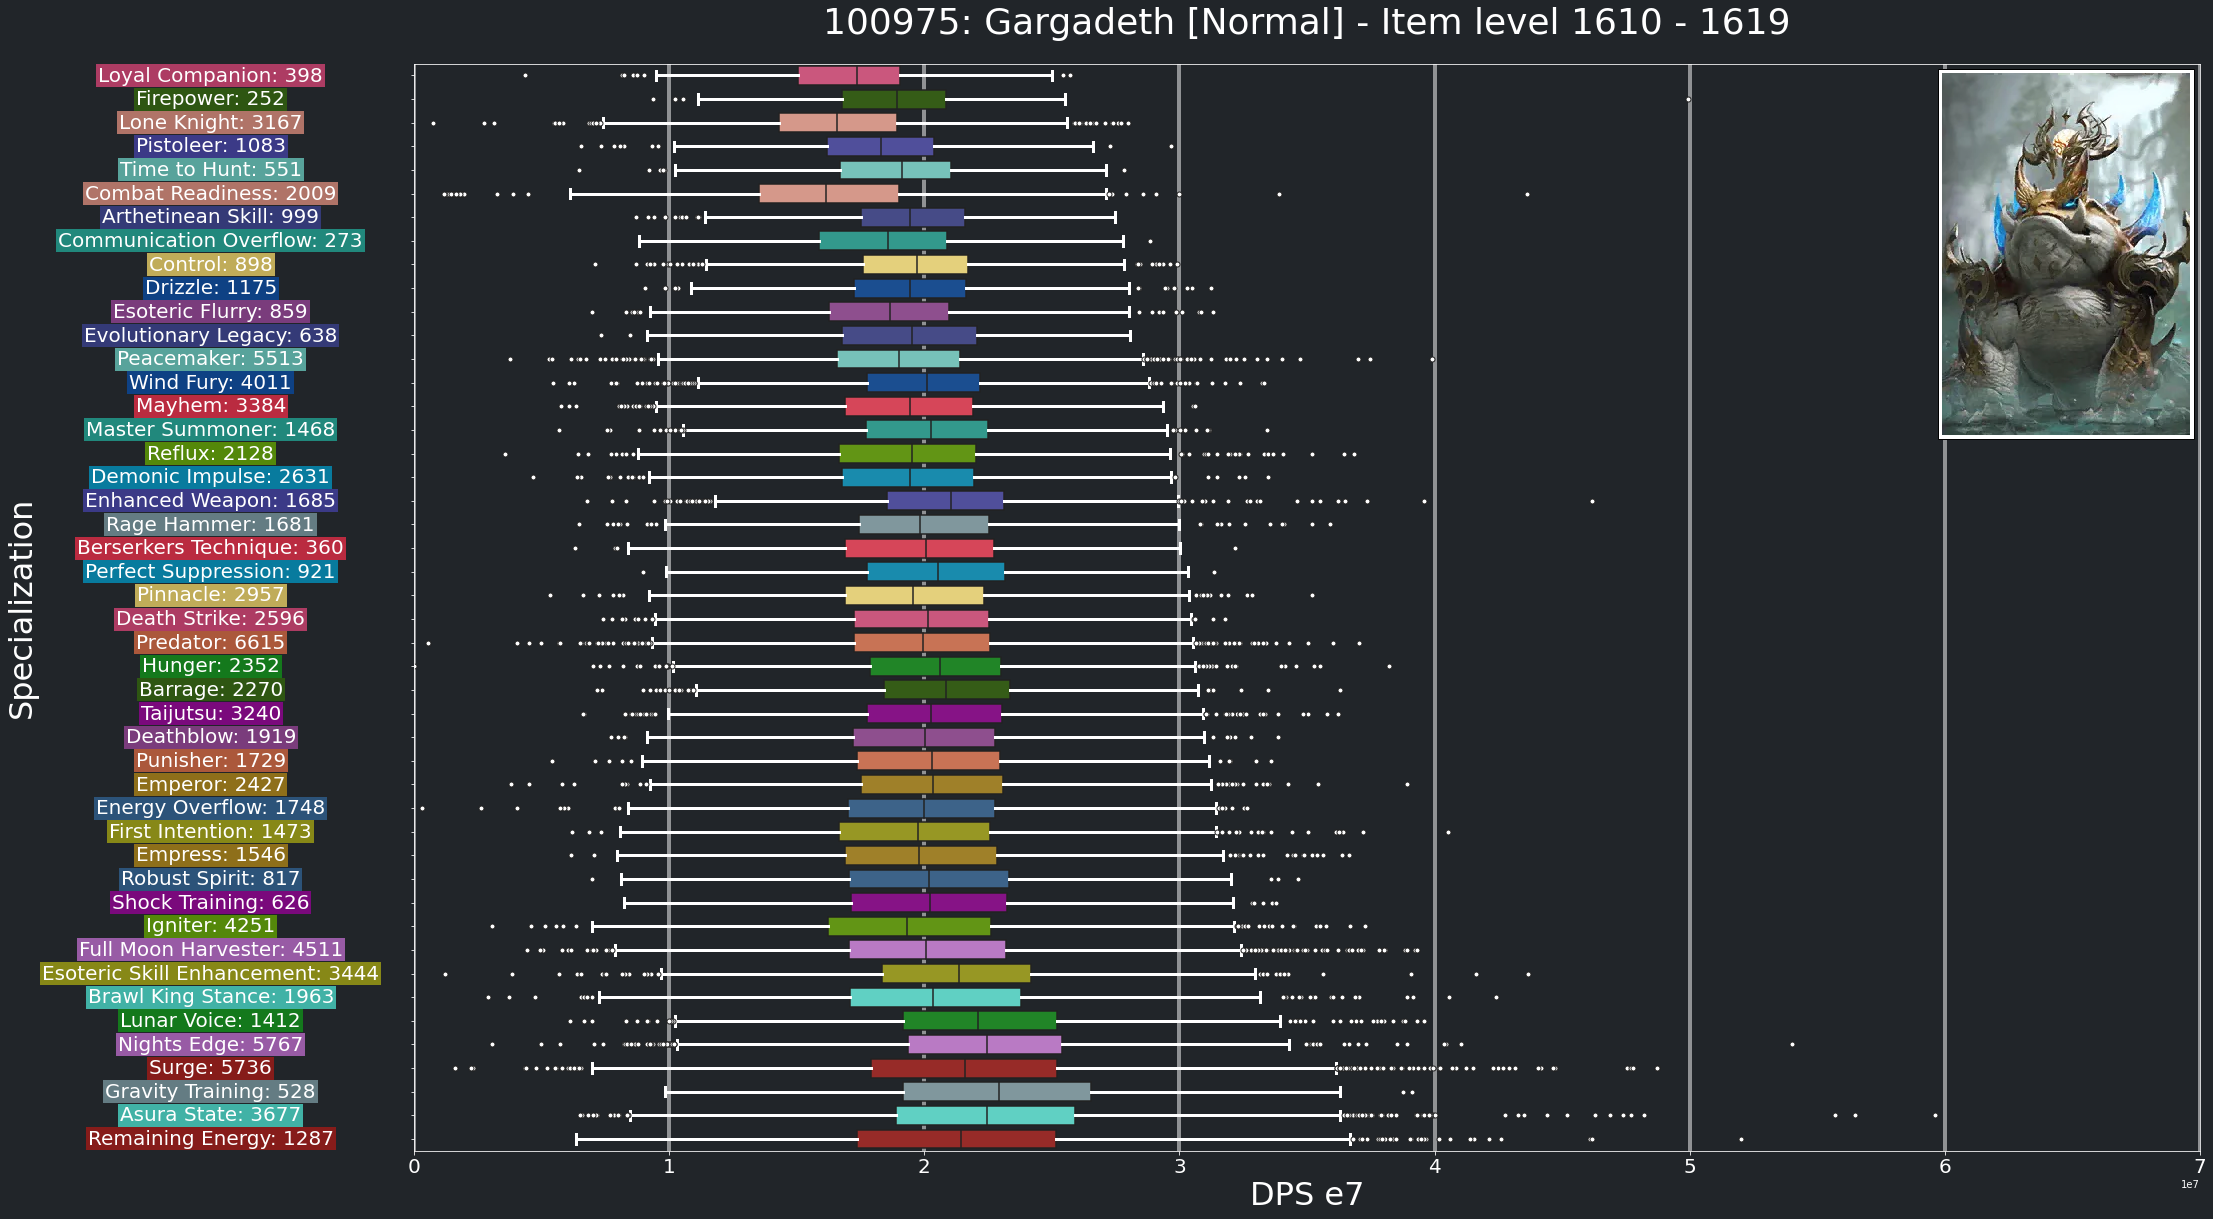 100975: Gargadeth [Normal] - Item level 1610 - 1619
Specialization
Loyal Companion: 398
Firepower: 252
Lone Knight: 3167
Pistoleer: 1083
Time to Hunt: 551
Combat Readiness: 2009
Arthetinean Skill: 999
Communication Overflow: 273
Control: 898
Drizzle: 1175
Esoteric Flurry: 859
Evolutionary Legacy: 638
Peacemaker: 5513
Wind Fury: 4011
Mayhem: 3384
Master Summoner: 1468
Reflux: 2128
Demonic Impulse: 2631
Enhanced Weapon: 1685
Rage Hammer: 1681
Berserkers Technique: 360
Perfect Suppression: 921
Pinnacle: 2957
Death Strike: 2596
Predator: 6615
Hunger: 2352
Barrage: 2270
Taijutsu: 3240
Deathblow: 1919
Punisher: 1729
Emperor: 2427
Energy Overflow: 1748
First Intention: 1473
Empress: 1546
Robust Spirit: 817
Shock Training: 626
Igniter: 4251
Full Moon Harvester: 4511
Esoteric Skill Enhancement: 3444
Brawl King Stance: 1963
Lunar Voice: 1412
Nights Edge: 5767
Surge: 5736
Gravity Training: 528
Asura State: 3677
Remaining Energy: 1287
0 1 2 3 4 5 6 7
1e7
DPS e7